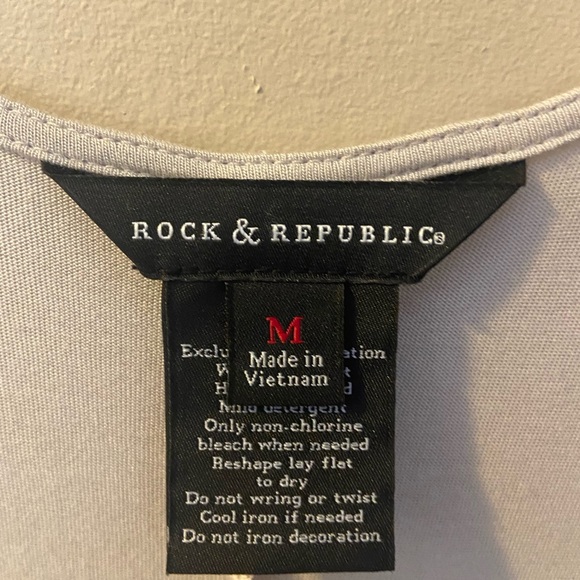 ROCK & REPUBLIC®
M
Made in
Vietnam
Mild detergent
Only non-chlorine
bleach when needed
Reshape lay flat
to dry
Do not wring or twist
Cool iron if needed
Do not iron decoration